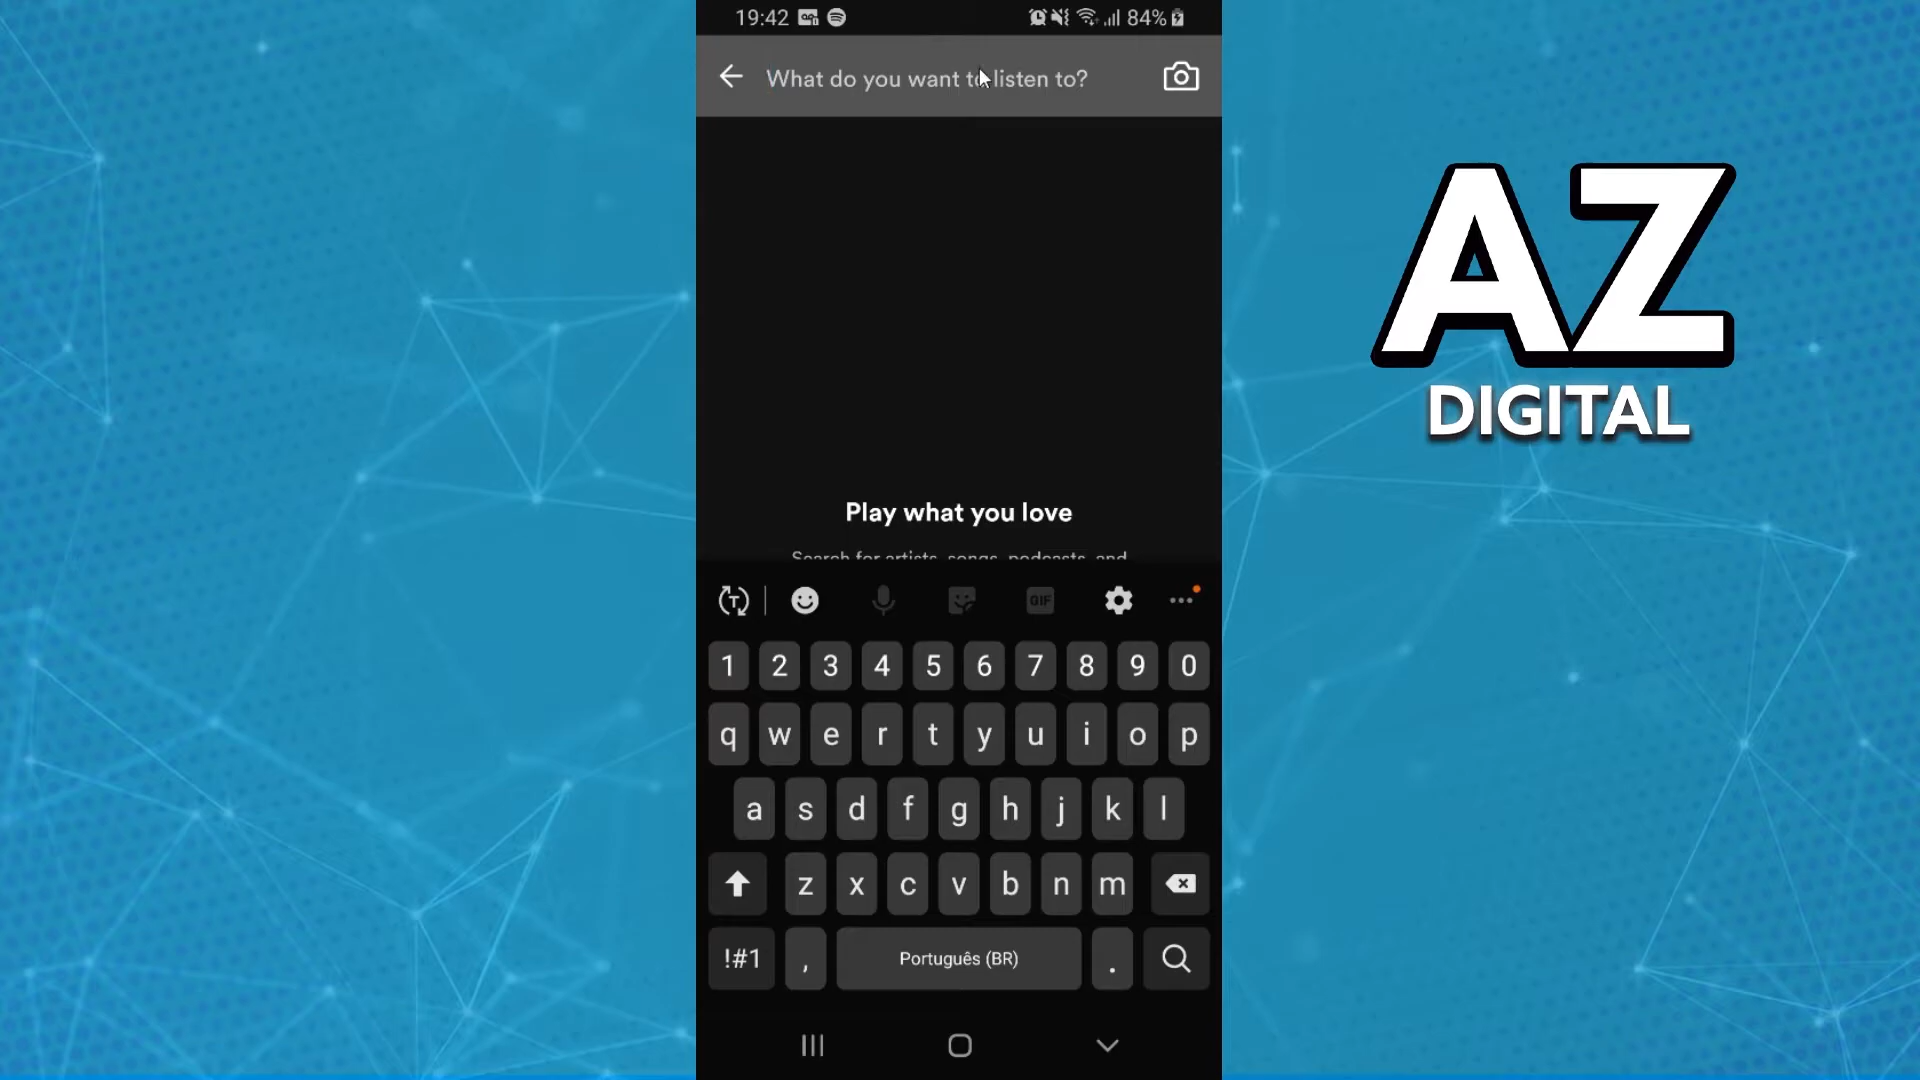 19:42 84%
What do you want to listen to?
AZ
DIGITAL
Play what you love
Search for artists, songs, podcasts, and
T GIF
1 2 3 4 5 6 7 8 9 0
q w e r t y u i o p
a s d f g h j k l
z x c v b n m
!#1 , Português (BR) .